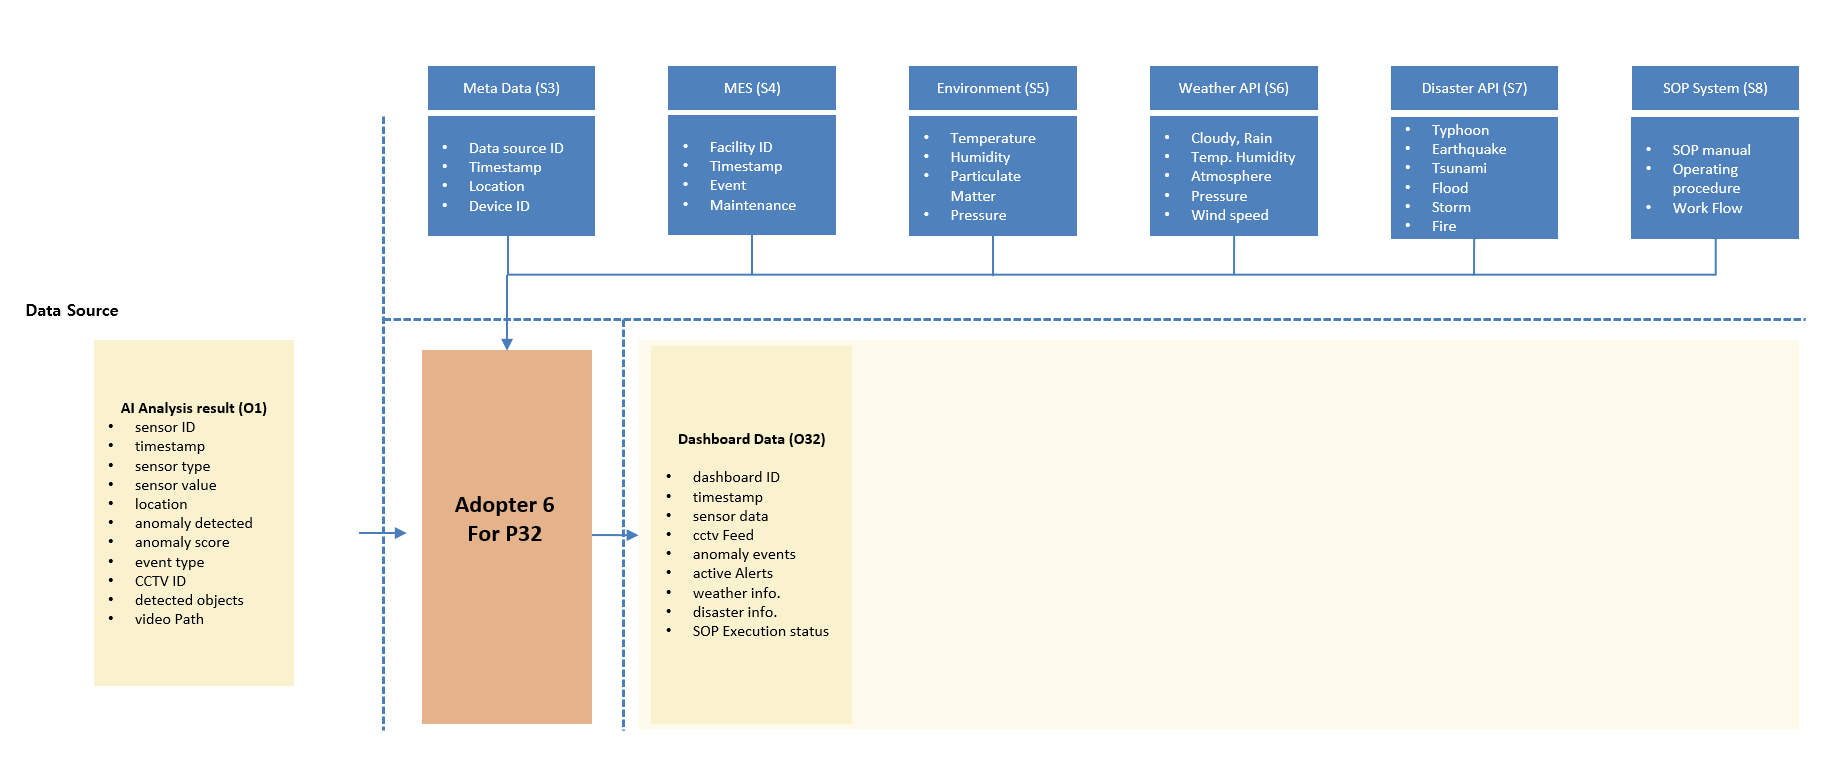 Meta Data (S3)
• Data source ID
• Timestamp
• Location
• Device ID
MES (S4)
• Facility ID
• Timestamp
• Event
• Maintenance
Environment (S5)
• Temperature
• Humidity
• Particulate
Matter
• Pressure
Weather API (S6)
• Cloudy, Rain
• Temp. Humidity
• Atmosphere
• Pressure
• Wind speed
Disaster API (S7)
• Typhoon
• Earthquake
• Tsunami
• Flood
• Storm
• Fire
SOP System (S8)
• SOP manual
• Operating
procedure
• Work Flow
Data Source
AI Analysis result (O1)
• sensor ID
• timestamp
• sensor type
• sensor value
• location
• anomaly detected
• anomaly score
• event type
• CCTV ID
• detected objects
• video Path
Adopter 6
For P32
Dashboard Data (O32)
• dashboard ID
• timestamp
• sensor data
• cctv Feed
• anomaly events
• active Alerts
• weather info.
• disaster info.
• SOP Execution status